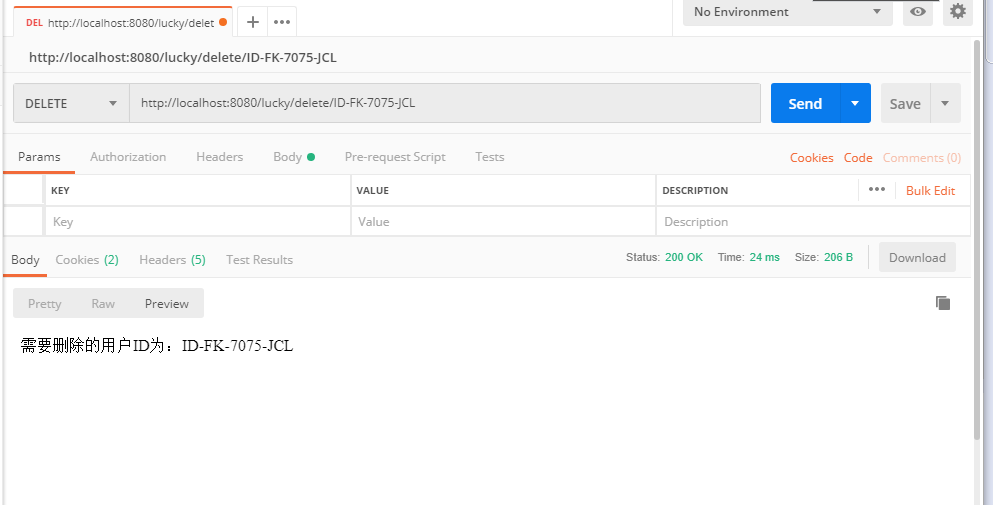 DEL http://localhost:8080/lucky/delet
No Environment
http://localhost:8080/lucky/delete/ID-FK-7075-JCL
DELETE http://localhost:8080/lucky/delete/ID-FK-7075-JCL Send Save
Params Authorization Headers Body Pre-request Script Tests Cookies Code Comments (0)
KEY VALUE DESCRIPTION Bulk Edit
Key Value Description
Body Cookies (2) Headers (5) Test Results Status: 200 OK Time: 24 ms Size: 206 B Download
Pretty Raw Preview
需要删除的用户ID为：ID-FK-7075-JCL